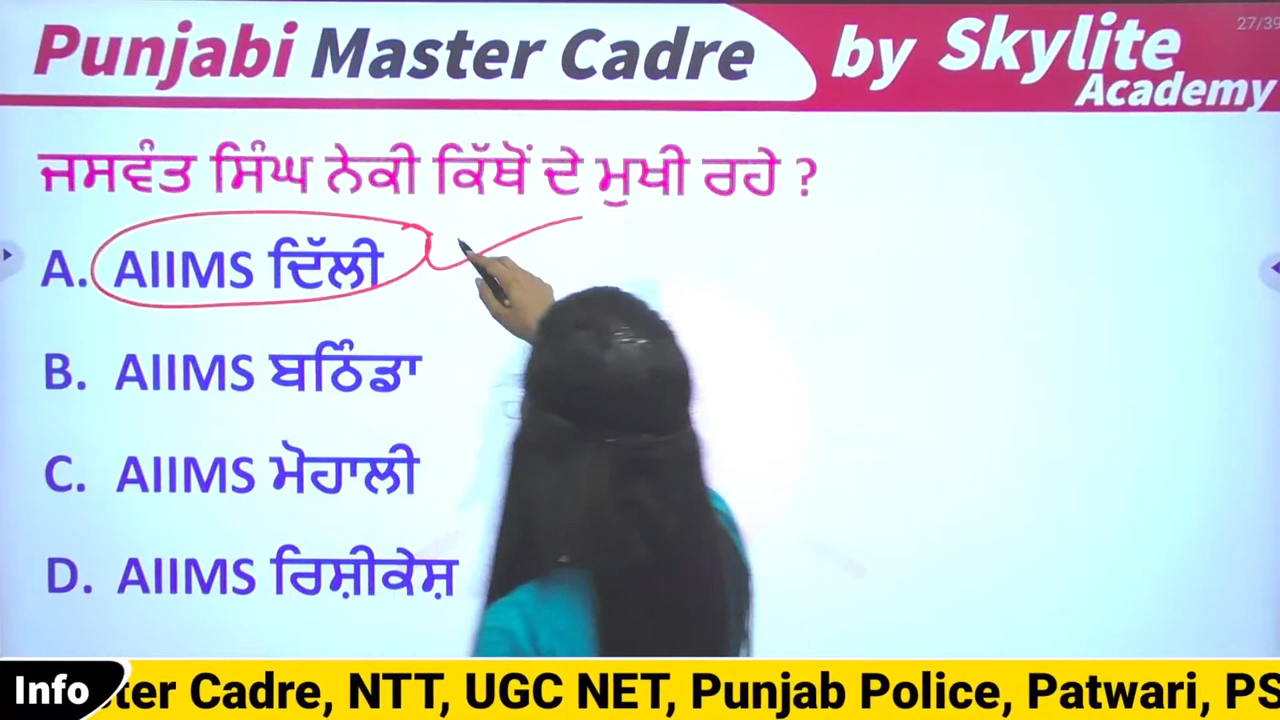 Punjabi Master Cadre by Skylite Academy
27/39
ਜਸਵੰਤ ਸਿੰਘ ਨੇਕੀ ਕਿੱਥੋਂ ਦੇ ਮੁਖੀ ਰਹੇ ?
A. AIIMS ਦਿੱਲੀ
B. AIIMS ਬਠਿੰਡਾ
C. AIIMS ਮੋਹਾਲੀ
D. AIIMS ਰਿਸ਼ੀਕੇਸ਼
Info ter Cadre, NTT, UGC NET, Punjab Police, Patwari, PS